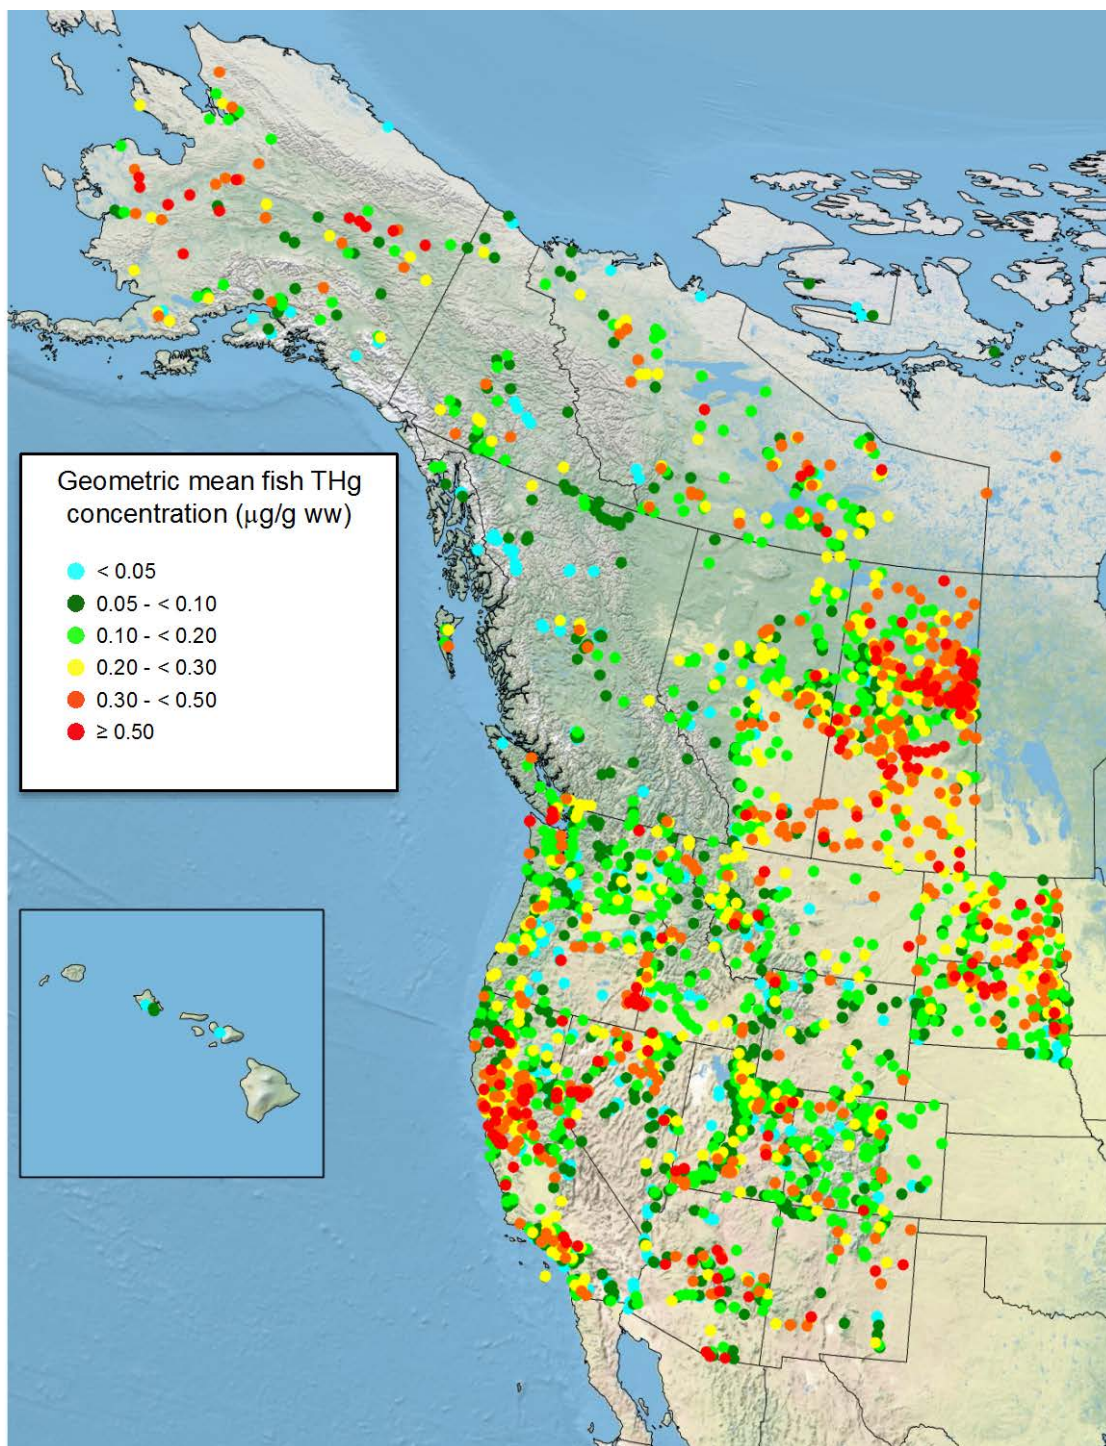 Geometric mean fish THg
concentration (µg/g ww)
< 0.05
0.05 - < 0.10
0.10 - < 0.20
0.20 - < 0.30
0.30 - < 0.50
≥ 0.50